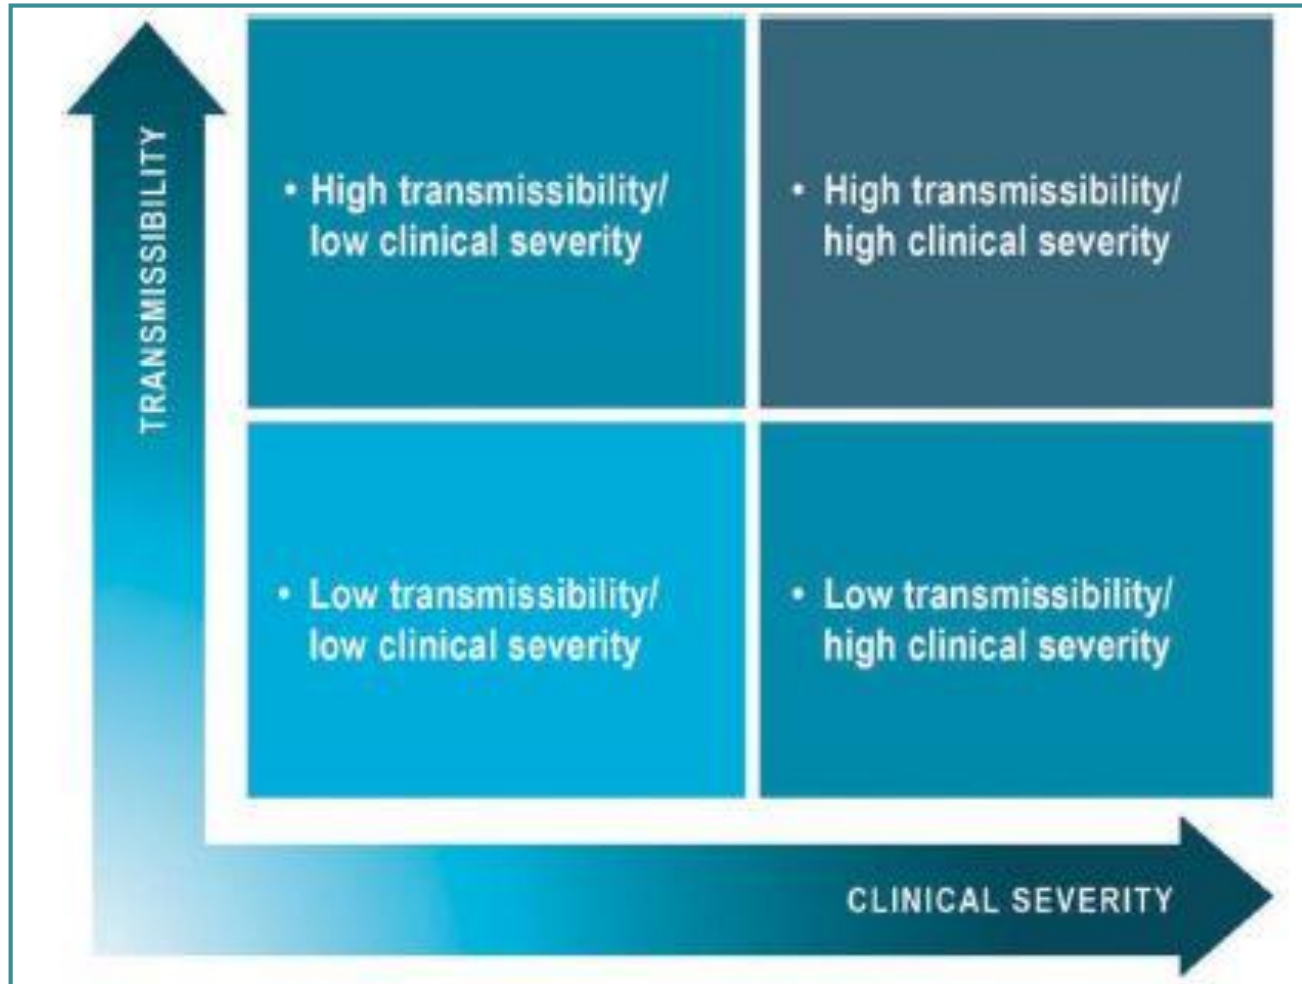 TRANSMISSIBILITY
• High transmissibility/
low clinical severity
• High transmissibility/
high clinical severity
• Low transmissibility/
low clinical severity
• Low transmissibility/
high clinical severity
CLINICAL SEVERITY